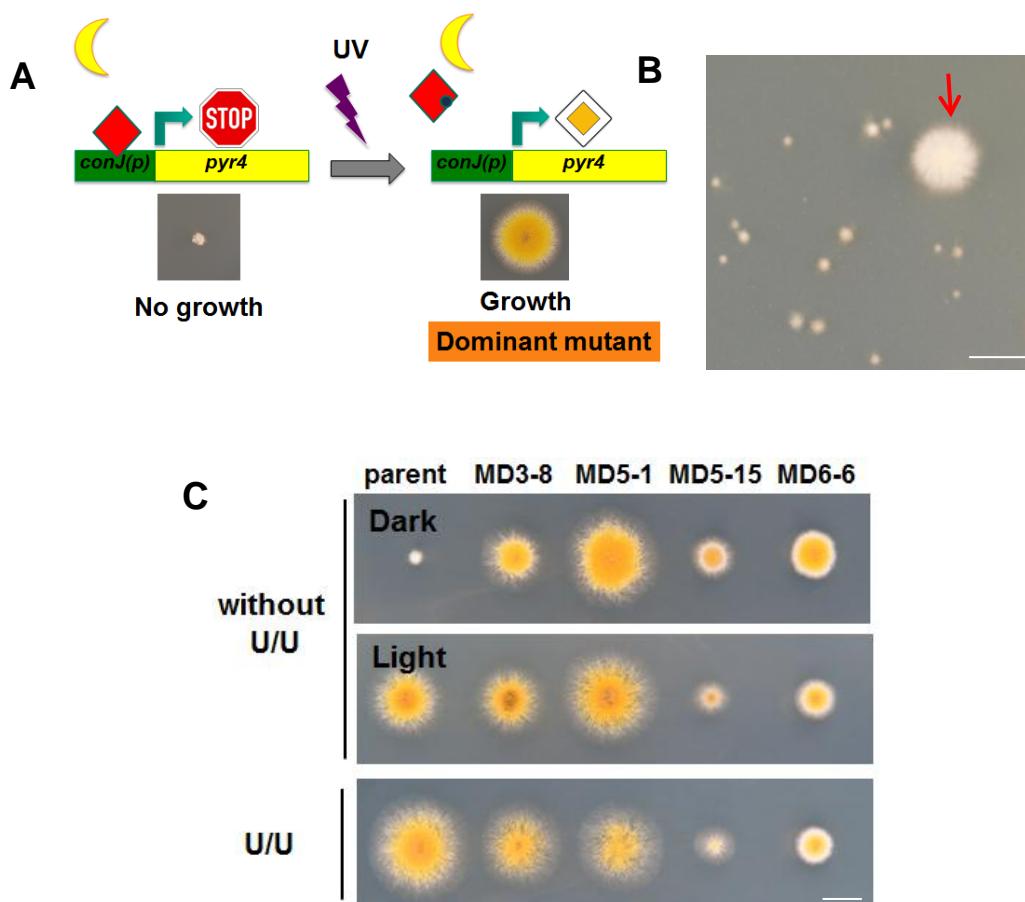 A
UV
B
STOP
conJ(p) pyr4
conJ(p) pyr4
No growth
Growth
Dominant mutant
C
parent MD3-8 MD5-1 MD5-15 MD6-6
Dark
without
U/U
Light
U/U